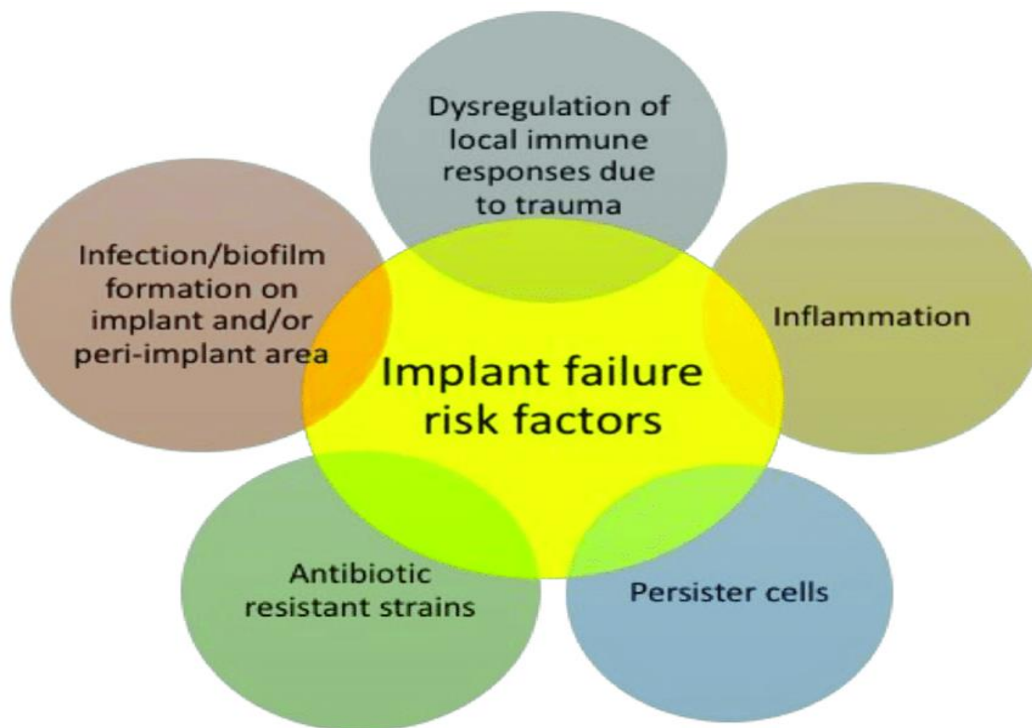 Dysregulation of
local immune
responses due
to trauma
Infection/biofilm
formation on
implant and/or
peri-implant area
Inflammation
Implant failure
risk factors
Antibiotic
resistant strains
Persister cells